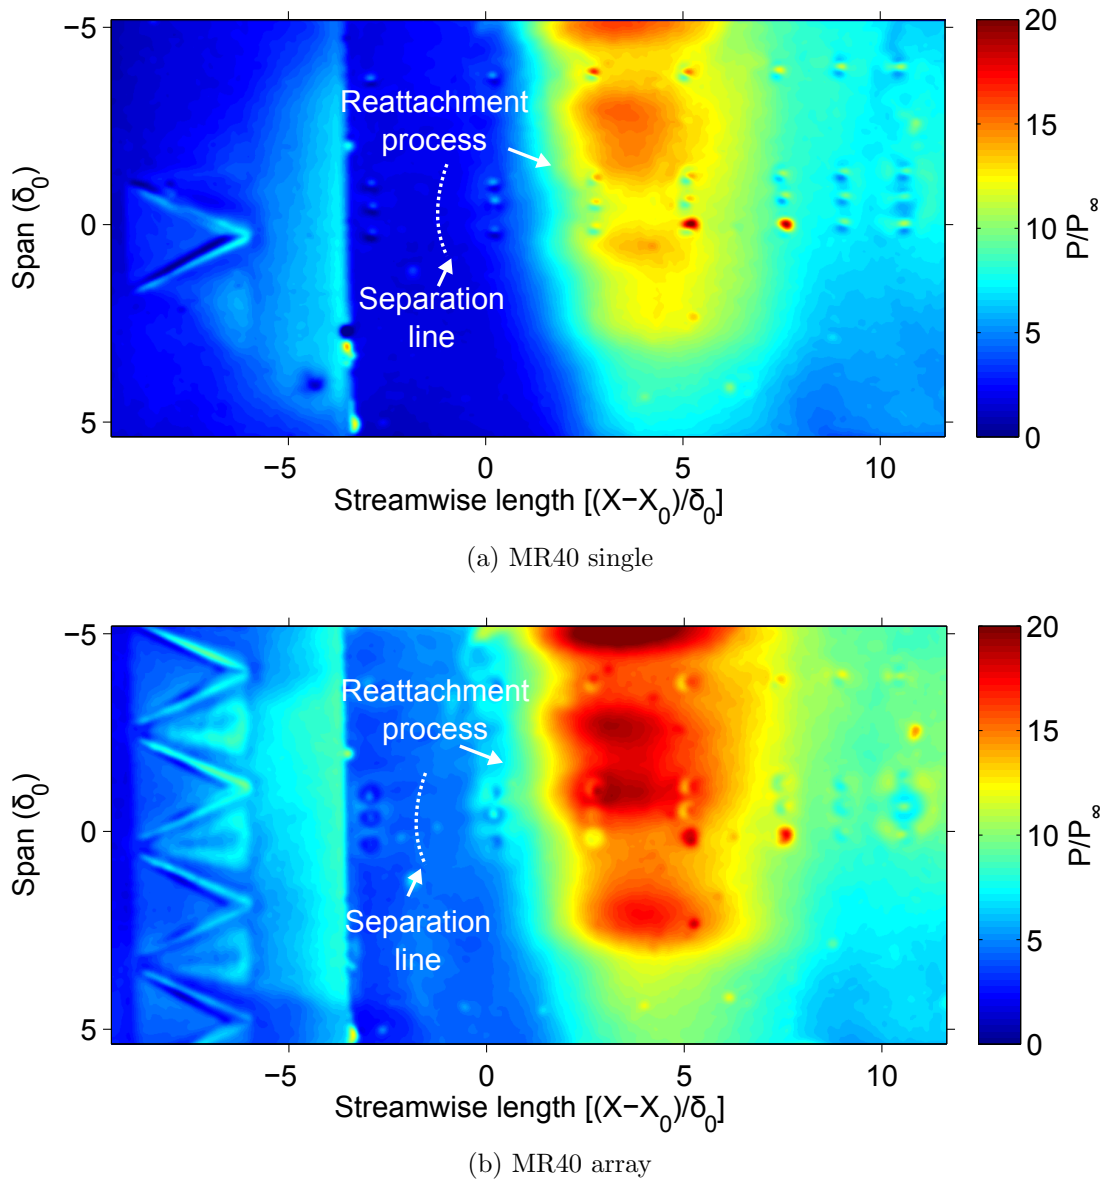 −5
0
5
Span (δ0)
Reattachment
process
Separation
line
−5
0
5
10
Streamwise length [(X−X0)/δ0]
20
15
10
5
0
P/P∞
(a) MR40 single
−5
0
5
Span (δ0)
Reattachment
process
Separation
line
−5
0
5
10
Streamwise length [(X−X0)/δ0]
20
15
10
5
0
P/P∞
(b) MR40 array